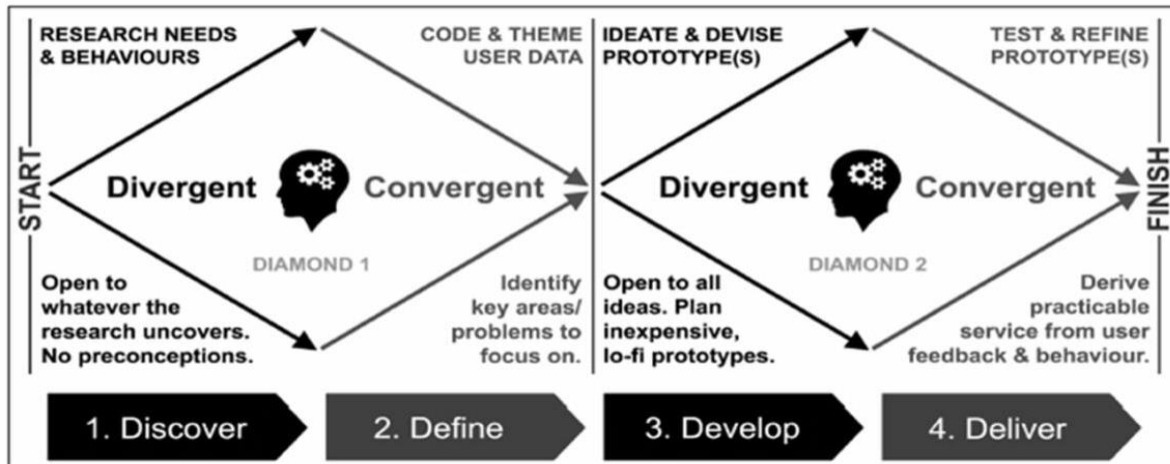 START
RESEARCH NEEDS
& BEHAVIOURS
CODE & THEME
USER DATA
Divergent
Convergent
DIAMOND 1
Open to
whatever the
research uncovers.
No preconceptions.
Identify
key areas/
problems to
focus on.
IDEATE & DEVISE
PROTOTYPE(S)
TEST & REFINE
PROTOTYPE(S)
Divergent
Convergent
DIAMOND 2
Open to all
ideas. Plan
inexpensive,
lo-fi prototypes.
Derive
practicable
service from user
feedback & behaviour.
FINISH
1. Discover
2. Define
3. Develop
4. Deliver